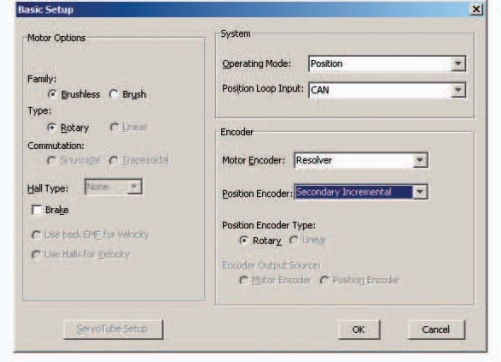 Basic Setup
Motor Options
Family:
Brushless Brush
Type:
Rotary Linear
Commutation:
Sinusoidal Trapezoidal
Hall Type: None
Brake
Use back EMF for Velocity
Use Halls for Velocity
ServoTube Setup
System
Operating Mode: Position
Position Loop Input: CAN
Encoder
Motor Encoder: Resolver
Position Encoder: Secondary Incremental
Position Encoder Type:
Rotary Linear
Encoder Output Source:
Motor Encoder Position Encoder
OK Cancel